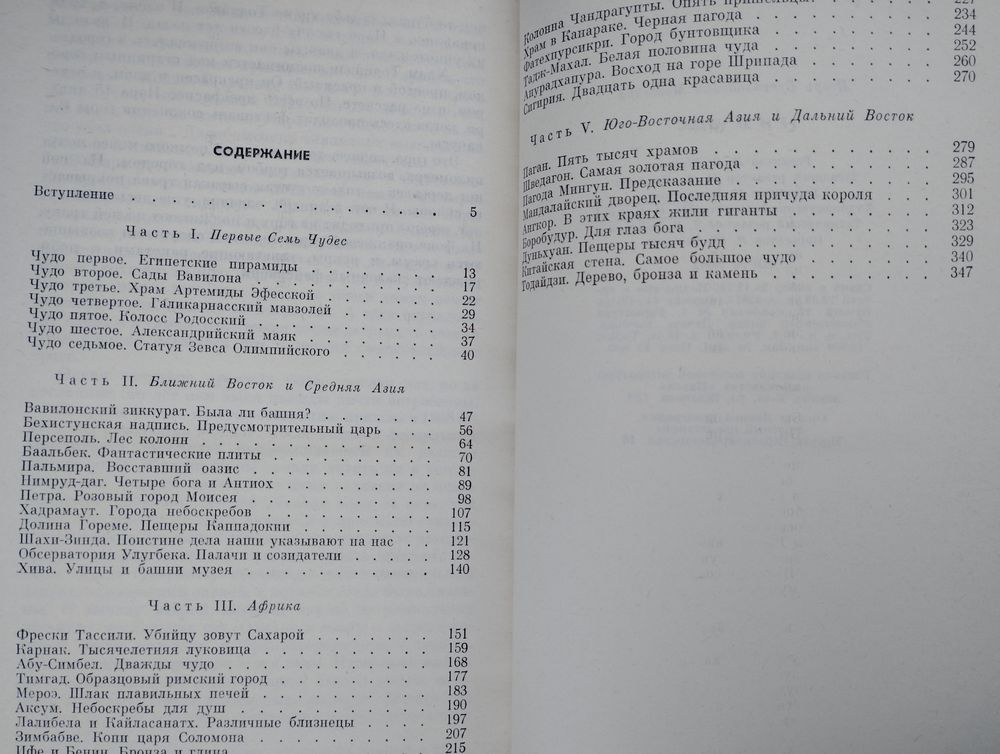 СОДЕРЖАНИЕ
Вступление . . . . . . . . . . . . . . . . . 5
Часть I. Первые Семь Чудес
Чудо первое. Египетские пирамиды . . . . . . . 13
Чудо второе. Сады Вавилона . . . . . . . . . 17
Чудо третье. Храм Артемиды Эфесской . . . . . . 22
Чудо четвертое. Галикарнасский мавзолей . . . . . 29
Чудо пятое. Колосс Родосский . . . . . . . . . 34
Чудо шестое. Александрийский маяк . . . . . . . 37
Чудо седьмое. Статуя Зевса Олимпийского . . . . . 40
Часть II. Ближний Восток и Средняя Азия
Вавилонский зиккурат. Была ли башня? . . . . . . 47
Бехистунская надпись. Предусмотрительный царь . . . 56
Персеполь. Лес колонн . . . . . . . . . . . 64
Баальбек. Фантастические плиты . . . . . . . . 70
Пальмира. Восставший оазис . . . . . . . . . 81
Нимруд-даг. Четыре бога и Антиох . . . . . . . 89
Петра. Розовый город Моисея . . . . . . . . . 98
Хадрамаут. Города небоскребов . . . . . . . . 107
Долина Гореме. Пещеры Каппадокии . . . . . . . 115
Шахи-Зинда. Поистине дела наши указывают на нас . . 121
Обсерватория Улугбека. Палачи и созидатели . . . . 128
Хива. Улицы и башни музея . . . . . . . . . 140
Часть III. Африка
Фрески Тассили. Убийцу зовут Сахарой . . . . . . 151
Карнак. Тысячелетняя луковица . . . . . . . . 159
Абу-Симбел. Дважды чудо . . . . . . . . . . 168
Тимгад. Образцовый римский город . . . . . . . 177
Мероэ. Шлак плавильных печей . . . . . . . . 183
Аксум. Небоскребы для душ . . . . . . . . . 190
Лалибела и Кайласанатх. Различные близнецы . . . . 197
Зимбабве. Копи царя Соломона . . . . . . . . 207
Ифе и Бенин. Бронза и глина . . . . . . . . . 215
Колонна Чандрагупты. Опять пришельцы? . . . . . 227
Храм в Канараке. Черная пагода . . . . . . . . 234
Фатехпурсикри. Город бунтовщика . . . . . . . 244
Тадж-Махал. Белая половина чуда . . . . . . . 252
Анурадхапура. Восход на горе Шрипада . . . . . . 260
Сигирия. Двадцать одна красавица . . . . . . . 270
Часть V. Юго-Восточная Азия и Дальний Восток
Паган. Пять тысяч храмов . . . . . . . . . . 279
Шведагон. Самая золотая пагода . . . . . . . . 287
Пагода Мингун. Предсказание . . . . . . . . . 295
Мандалайский дворец. Последняя причуда короля . . . 301
Ангкор. В этих краях жили гиганты . . . . . . . 312
Боробудур. Для глаз бога . . . . . . . . . . 323
Дуньхуан. Пещеры тысяч будд . . . . . . . . . 329
Китайская стена. Самое большое чудо . . . . . . 340
Тодайдзи. Дерево, бронза и камень . . . . . . . 347